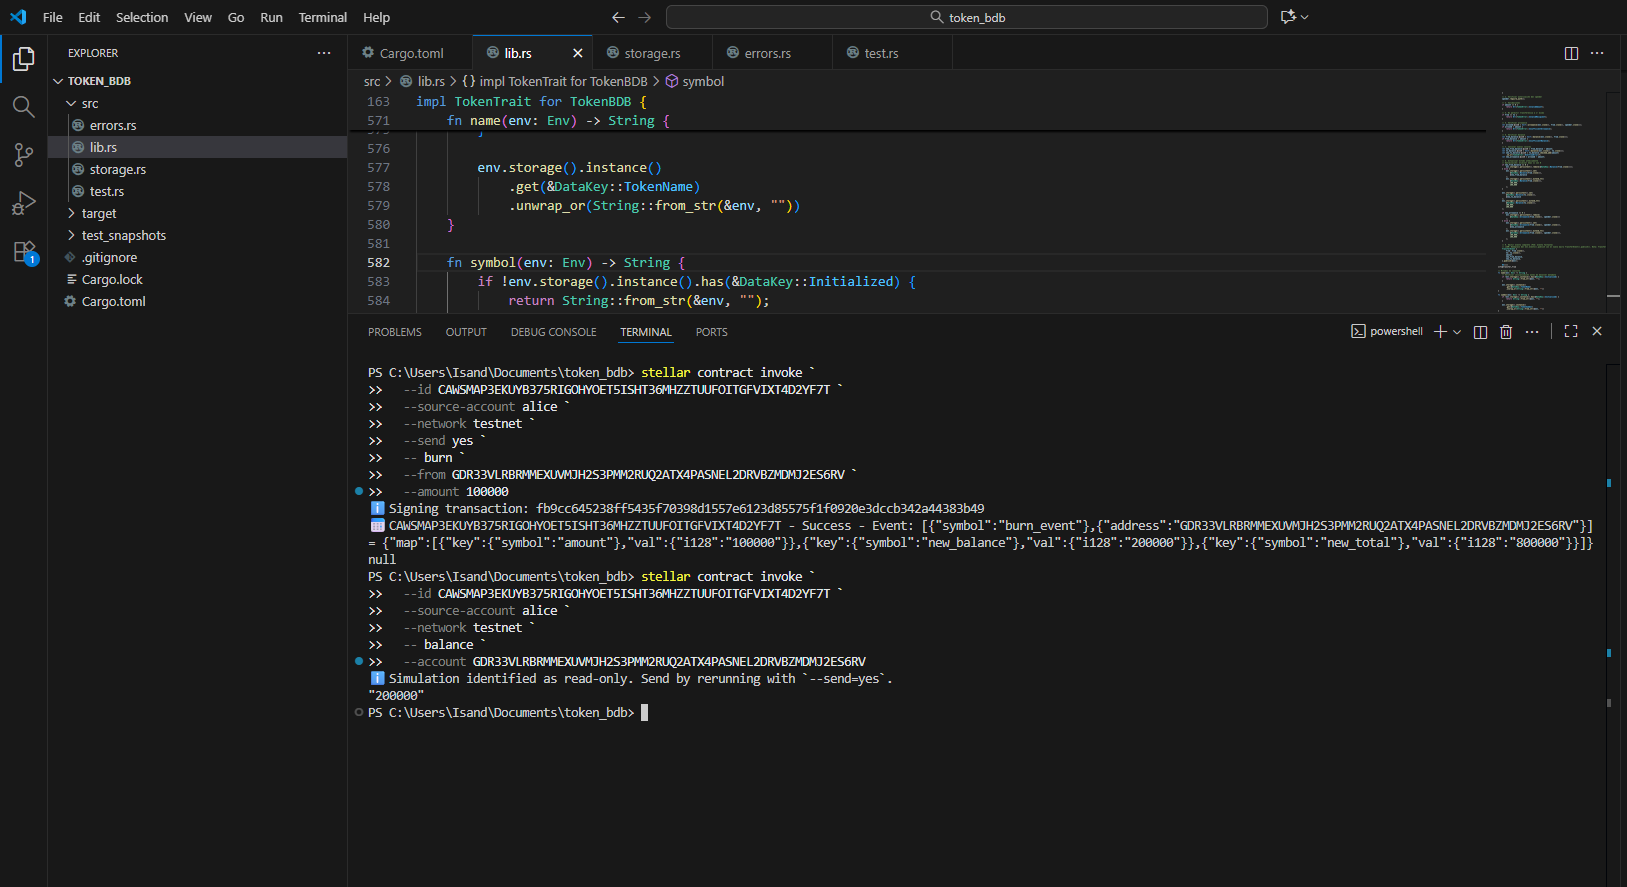 File Edit Selection View Go Run Terminal Help
token_bdb
EXPLORER
TOKEN_BDB
src
errors.rs
lib.rs
storage.rs
test.rs
target
test_snapshots
.gitignore
Cargo.lock
Cargo.toml
1
Cargo.toml lib.rs storage.rs errors.rs test.rs
src > lib.rs > {} impl TokenTrait for TokenBDB > symbol
163 impl TokenTrait for TokenBDB {
571 fn name(env: Env) -> String {
576
577 env.storage().instance()
578 .get(&DataKey::TokenName)
579 .unwrap_or(String::from_str(&env, ""))
580 }
581
582 fn symbol(env: Env) -> String {
583 if !env.storage().instance().has(&DataKey::Initialized) {
584 return String::from_str(&env, "");
PROBLEMS OUTPUT DEBUG CONSOLE TERMINAL PORTS
powershell
PS C:\Users\Isand\Documents\token_bdb> stellar contract invoke `
>> --id CAWSMAP3EKUYB375RIGOHYOET5ISHT36MHZZTUUFOITGFVIXT4D2YF7T `
>> --source-account alice `
>> --network testnet `
>> --send yes `
>> -- burn `
>> --from GDR33VLRBRMMEXUVMJH2S3PMM2RUQ2ATX4PASNEL2DRVBZMDMJ2ES6RV `
>> --amount 100000
Signing transaction: fb9cc645238ff5435f70398d1557e6123d85575f1f0920e3dccb342a44383b49
CAWSMAP3EKUYB375RIGOHYOET5ISHT36MHZZTUUFOITGFVIXT4D2YF7T - Success - Event: [{"symbol":"burn_event"},{"address":"GDR33VLRBRMMEXUVMJH2S3PMM2RUQ2ATX4PASNEL2DRVBZMDMJ2ES6RV"}]
= {"map":[{"key":{"symbol":"amount"},"val":{"i128":"100000"}},{"key":{"symbol":"new_balance"},"val":{"i128":"200000"}},{"key":{"symbol":"new_total"},"val":{"i128":"800000"}}]}
null
PS C:\Users\Isand\Documents\token_bdb> stellar contract invoke `
>> --id CAWSMAP3EKUYB375RIGOHYOET5ISHT36MHZZTUUFOITGFVIXT4D2YF7T `
>> --source-account alice `
>> --network testnet `
>> -- balance `
>> --account GDR33VLRBRMMEXUVMJH2S3PMM2RUQ2ATX4PASNEL2DRVBZMDMJ2ES6RV
Simulation identified as read-only. Send by rerunning with `--send=yes`.
"200000"
PS C:\Users\Isand\Documents\token_bdb>